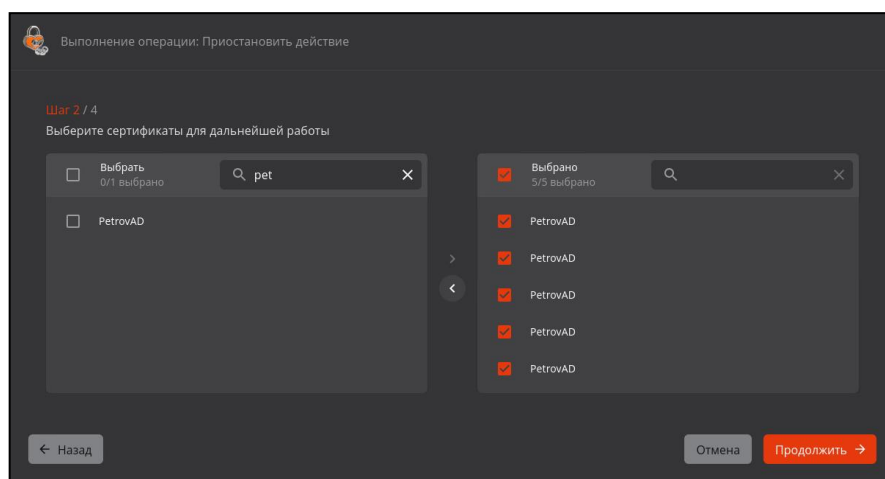 Выполнение операции: Приостановить действие
Шаг 2 / 4
Выберите сертификаты для дальнейшей работы
Выбрать
0/1 выбрано
pet
PetrovAD
Выбрано
5/5 выбрано
PetrovAD
PetrovAD
PetrovAD
PetrovAD
PetrovAD
Назад
Отмена
Продолжить